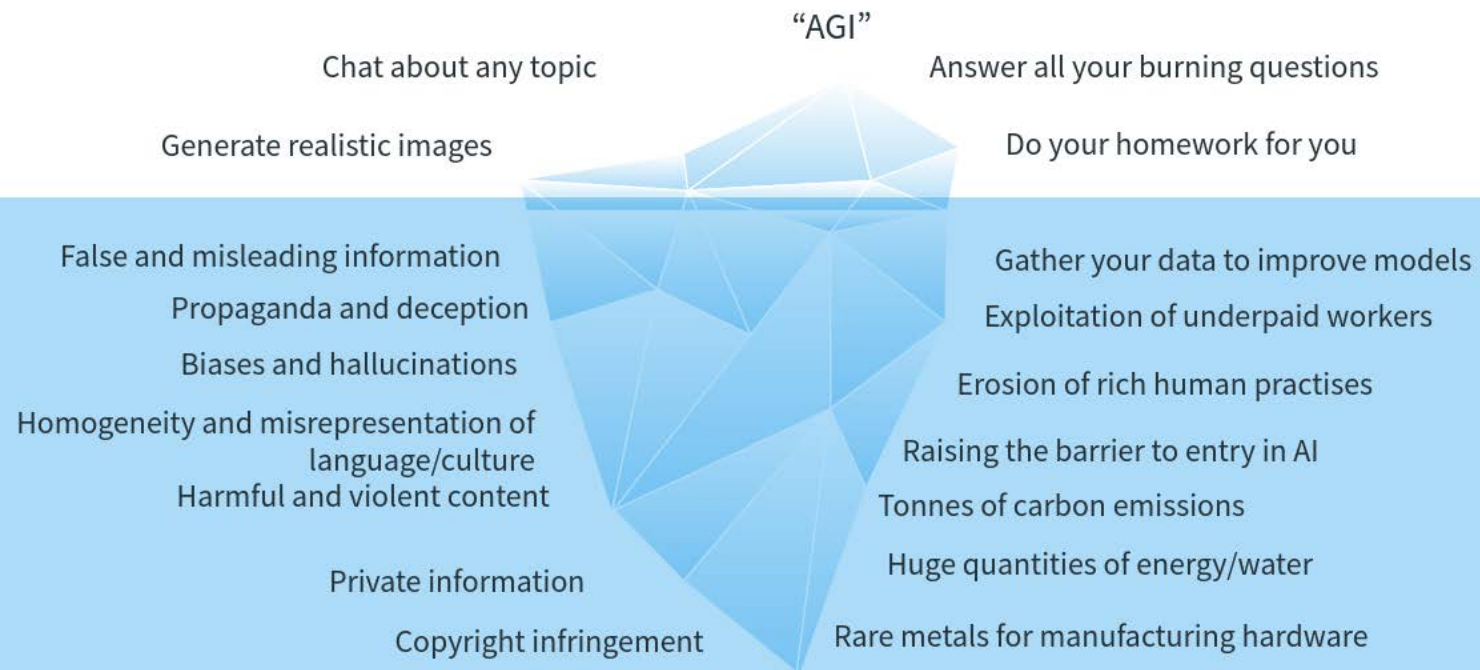 “AGI”
Chat about any topic
Answer all your burning questions
Generate realistic images
Do your homework for you
False and misleading information
Propaganda and deception
Biases and hallucinations
Homogeneity and misrepresentation of
language/culture
Harmful and violent content
Private information
Copyright infringement
Gather your data to improve models
Exploitation of underpaid workers
Erosion of rich human practises
Raising the barrier to entry in AI
Tonnes of carbon emissions
Huge quantities of energy/water
Rare metals for manufacturing hardware